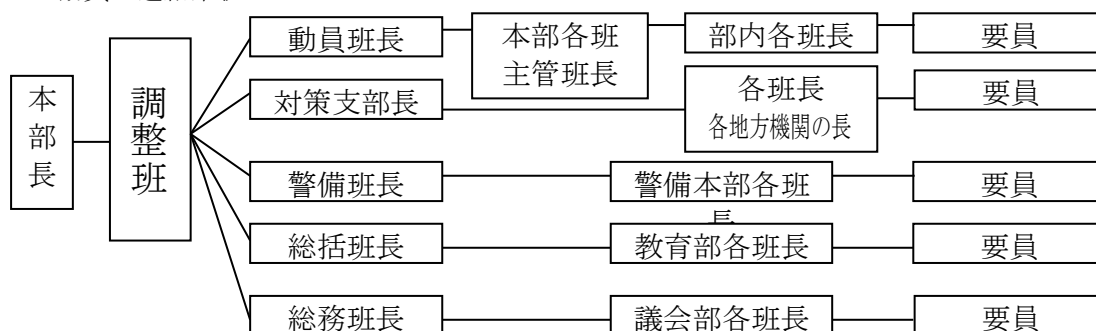 本部長
調整班
動員班長
本部各班
主管班長
部内各班長
要員
対策支部長
各班長
各地方機関の長
要員
警備班長
警備本部各班
長
要員
総括班長
教育部各班長
要員
総務班長
議会部各班長
要員